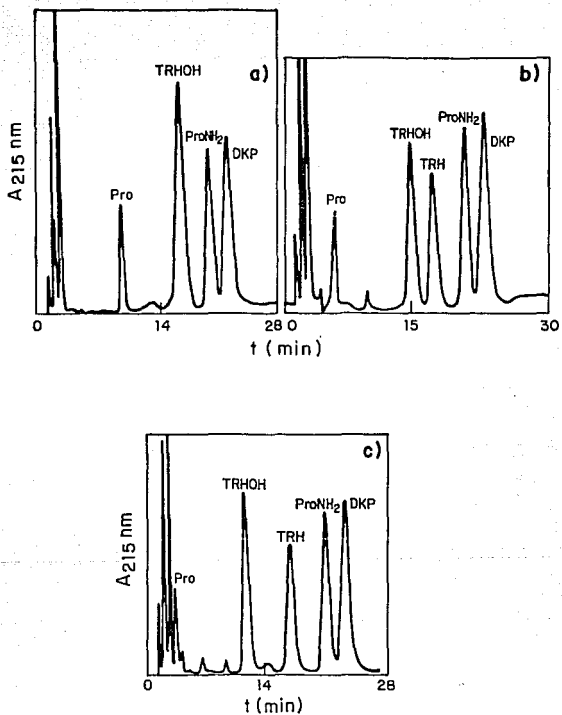 a)
TRHOH
ProNH2
DKP
Pro
A215 nm
0 14 28
b)
TRHOH
TRH
ProNH2
DKP
Pro
0 15 30
t (min)
c)
TRHOH
ProNH2
DKP
TRH
Pro
A215 nm
0 14 28
t (min)